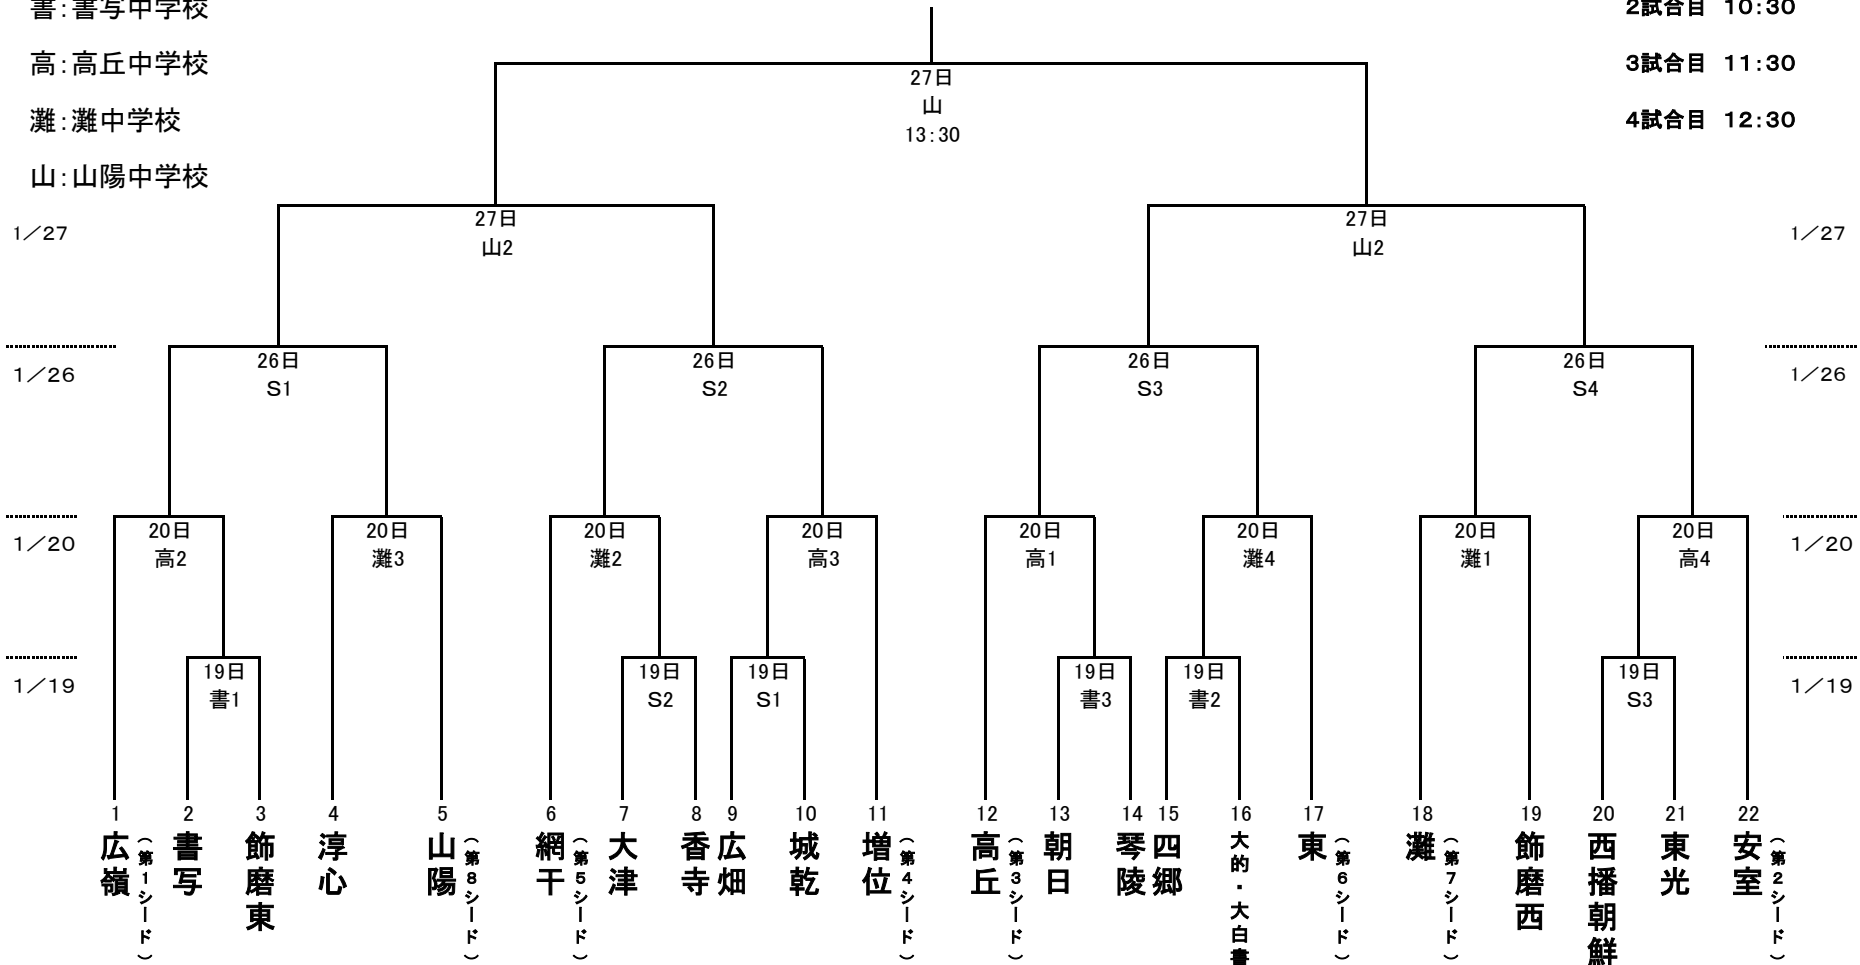 書：書写中学校
2試合目 10：30
高：高丘中学校
3試合目 11：30
灘：灘中学校
4試合目 12：30
山：山陽中学校
27日
山
13：30
1／27
27日
山2
27日
山2
1／27
1／26
26日
S1
26日
S2
26日
S3
26日
S4
1／26
1／20
20日
高2
20日
灘3
20日
灘2
20日
高3
20日
高1
20日
灘4
20日
灘1
20日
高4
1／20
1／19
19日
書1
19日
S2
19日
S1
19日
書3
19日
書2
19日
S3
1／19
1
広嶺
（第1シード）
2
書写
3
飾磨東
4
淳心
5
山陽
（第8シード）
6
網干
（第5シード）
7
大津
8
香寺
9
広畑
10
城乾
11
増位
（第4シード）
12
高丘
（第3シード）
13
朝日
14
琴陵
15
四郷
16
大的・大白書
17
東
（第6シード）
18
灘
（第7シード）
19
飾磨西
20
西播朝鮮
21
東光
22
安室
（第2シード）